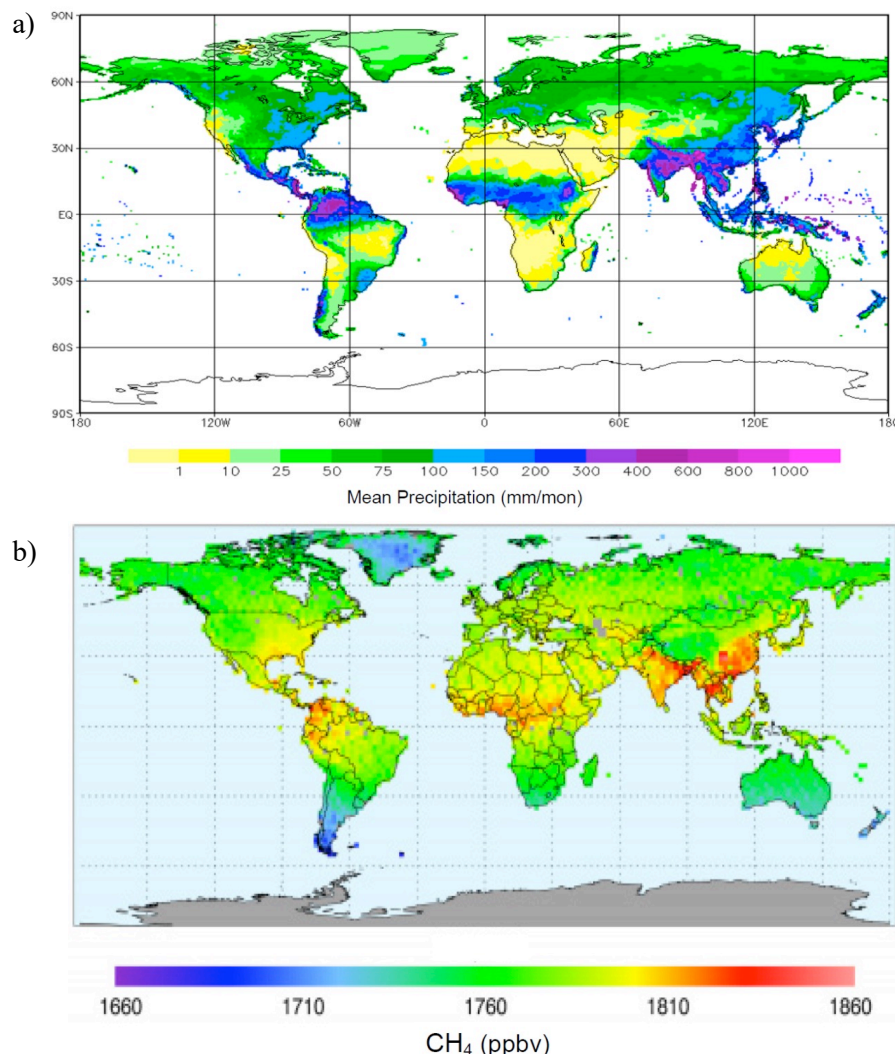 a)
90N
60N
30N
EQ
30S
60S
90S
180 120W 60W 0 60E 120E 180
1 10 25 50 75 100 150 200 300 400 600 800 1000
Mean Precipitation (mm/mon)
b)
1660 1710 1760 1810 1860
CH₄ (ppbv)